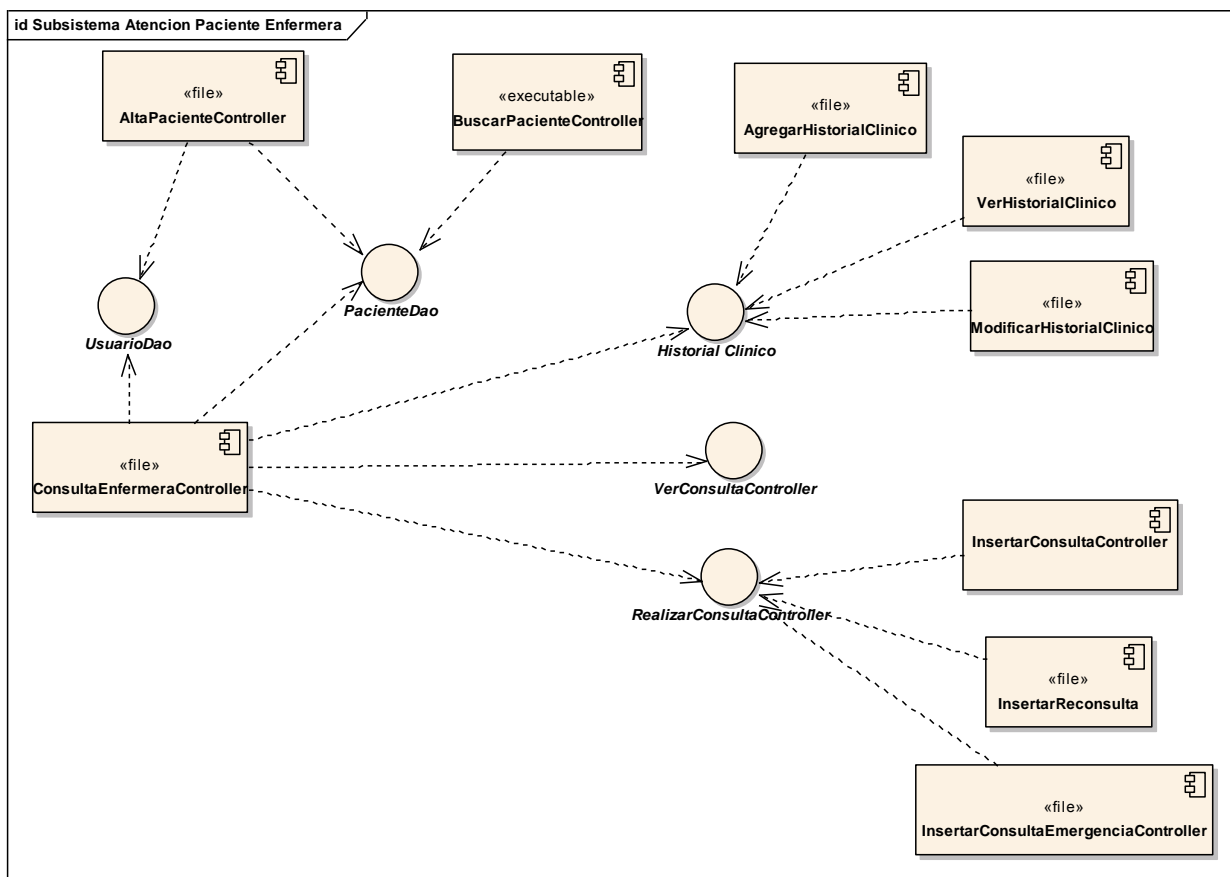 id Subsistema Atencion Paciente Enfermera
«file»
AltaPacienteController
«executable»
BuscarPacienteController
«file»
AgregarHistorialClinico
«file»
VerHistorialClinico
«file»
ModificarHistorialClinico
UsuarioDao
PacienteDao
Historial Clinico
«file»
ConsultaEnfermeraController
VerConsultaController
InsertarConsultaController
RealizarConsultaController
«file»
InsertarReconsulta
«file»
InsertarConsultaEmergenciaController